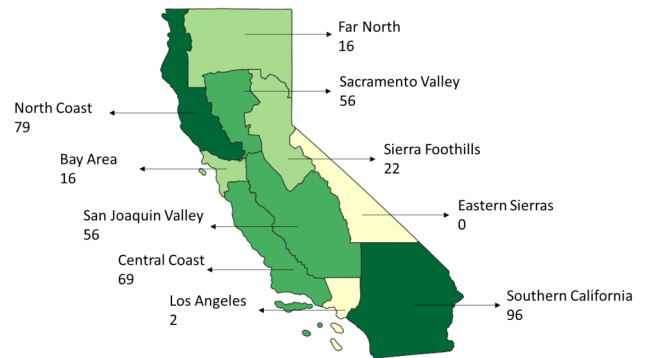 Far North
16
Sacramento Valley
56
North Coast
79
Sierra Foothills
22
Bay Area
16
Eastern Sierras
0
San Joaquin Valley
56
Central Coast
69
Los Angeles
2
Southern California
96